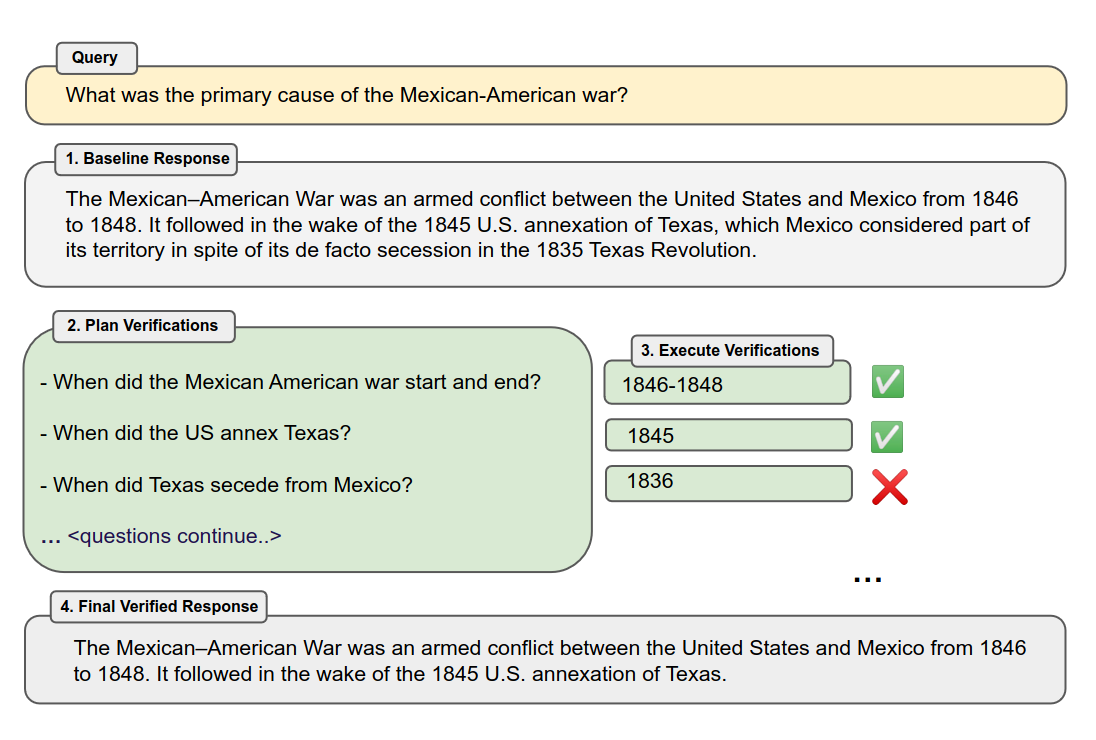 Query
What was the primary cause of the Mexican-American war?
1. Baseline Response
The Mexican–American War was an armed conflict between the United States and Mexico from 1846
to 1848. It followed in the wake of the 1845 U.S. annexation of Texas, which Mexico considered part of
its territory in spite of its de facto secession in the 1835 Texas Revolution.
2. Plan Verifications
- When did the Mexican American war start and end?
- When did the US annex Texas?
- When did Texas secede from Mexico?
... <questions continue..>
3. Execute Verifications
1846-1848
1845
1836
...
4. Final Verified Response
The Mexican–American War was an armed conflict between the United States and Mexico from 1846
to 1848. It followed in the wake of the 1845 U.S. annexation of Texas.